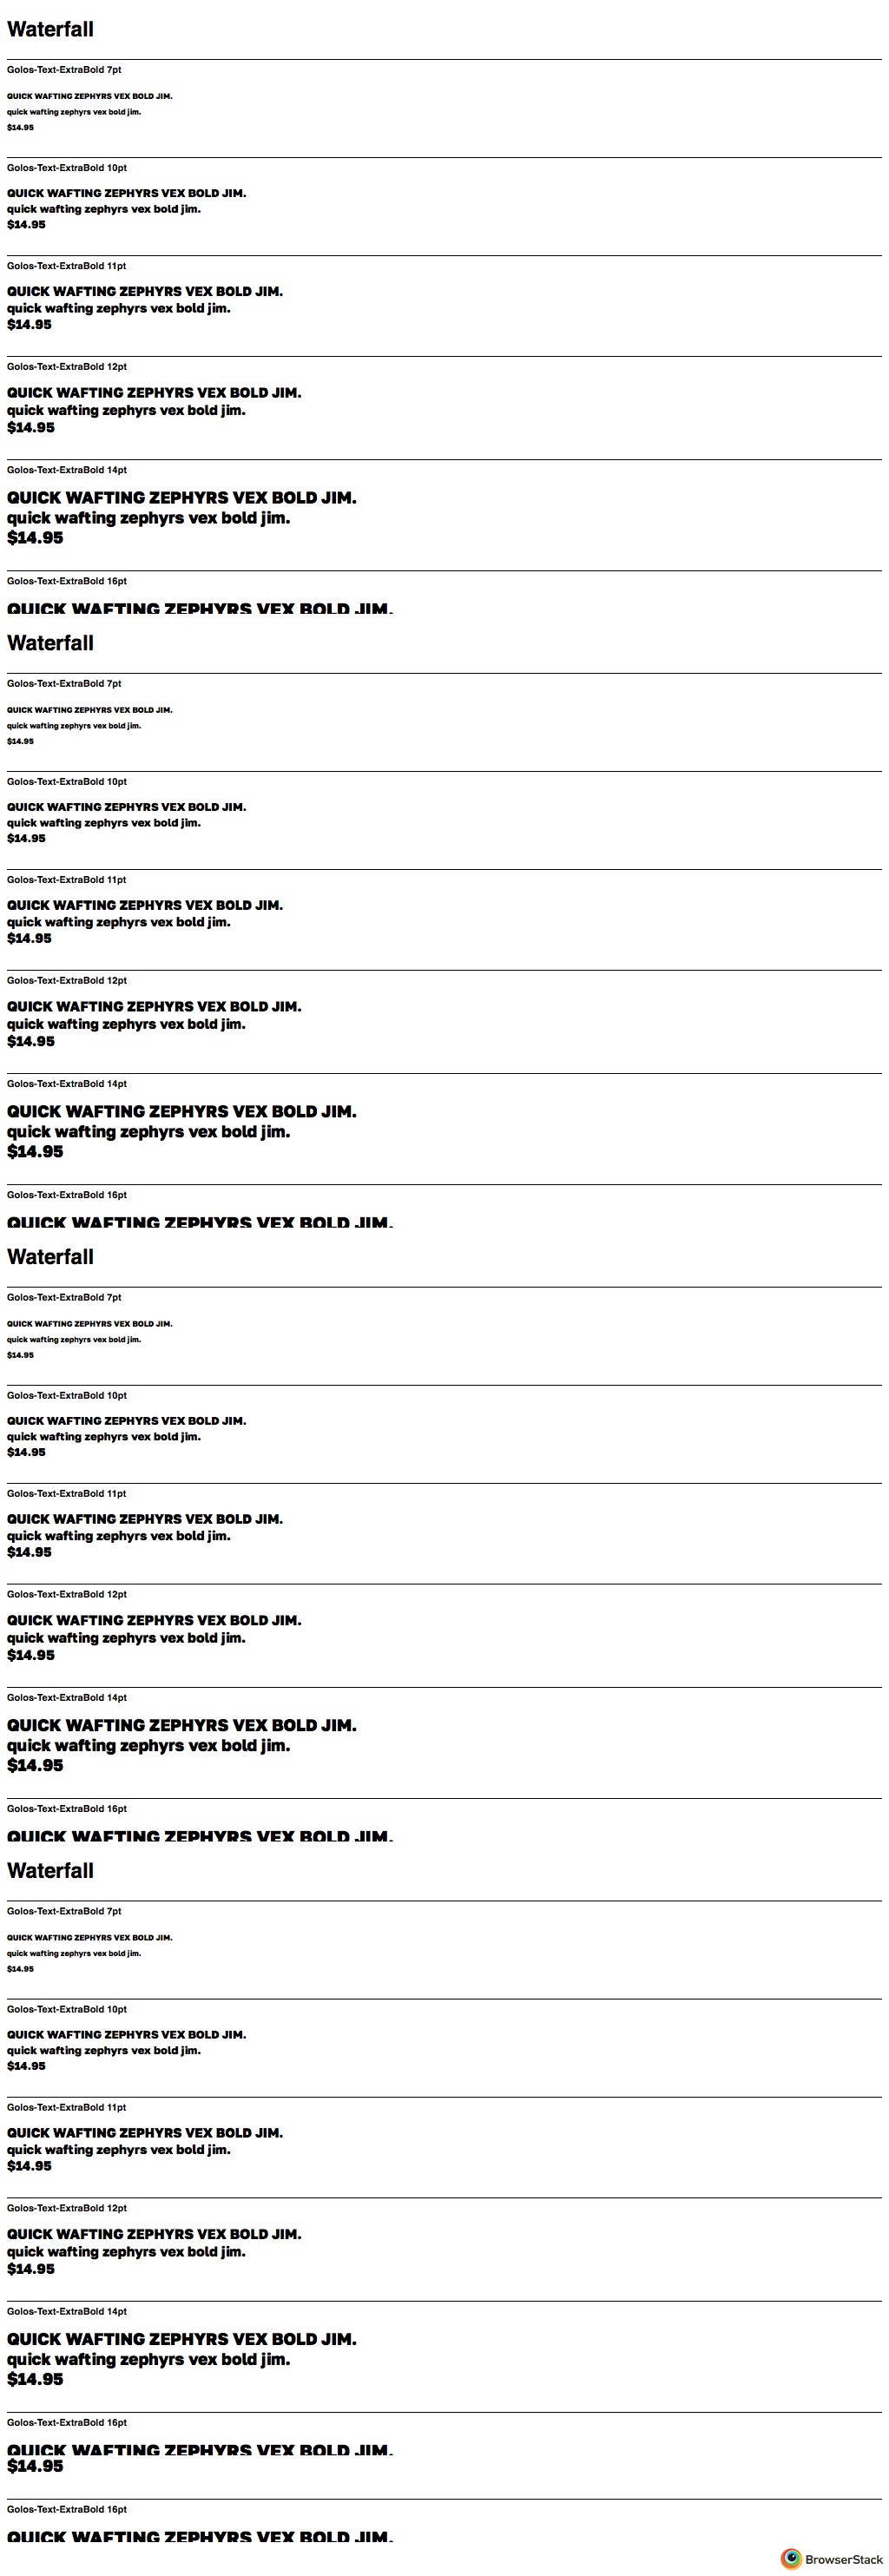 Waterfall
Golos-Text-ExtraBold 7pt
QUICK WAFTING ZEPHYRS VEX BOLD JIM.
quick wafting zephyrs vex bold jim.
$14.95
Golos-Text-ExtraBold 10pt
QUICK WAFTING ZEPHYRS VEX BOLD JIM.
quick wafting zephyrs vex bold jim.
$14.95
Golos-Text-ExtraBold 11pt
QUICK WAFTING ZEPHYRS VEX BOLD JIM.
quick wafting zephyrs vex bold jim.
$14.95
Golos-Text-ExtraBold 12pt
QUICK WAFTING ZEPHYRS VEX BOLD JIM.
quick wafting zephyrs vex bold jim.
$14.95
Golos-Text-ExtraBold 14pt
QUICK WAFTING ZEPHYRS VEX BOLD JIM.
quick wafting zephyrs vex bold jim.
$14.95
Golos-Text-ExtraBold 16pt
QUICK WAFTING ZEPHYRS VEX BOLD JIM.
Waterfall
Golos-Text-ExtraBold 7pt
QUICK WAFTING ZEPHYRS VEX BOLD JIM.
quick wafting zephyrs vex bold jim.
$14.95
Golos-Text-ExtraBold 10pt
QUICK WAFTING ZEPHYRS VEX BOLD JIM.
quick wafting zephyrs vex bold jim.
$14.95
Golos-Text-ExtraBold 11pt
QUICK WAFTING ZEPHYRS VEX BOLD JIM.
quick wafting zephyrs vex bold jim.
$14.95
Golos-Text-ExtraBold 12pt
QUICK WAFTING ZEPHYRS VEX BOLD JIM.
quick wafting zephyrs vex bold jim.
$14.95
Golos-Text-ExtraBold 14pt
QUICK WAFTING ZEPHYRS VEX BOLD JIM.
quick wafting zephyrs vex bold jim.
$14.95
Golos-Text-ExtraBold 16pt
QUICK WAFTING ZEPHYRS VEX BOLD JIM.
Waterfall
Golos-Text-ExtraBold 7pt
QUICK WAFTING ZEPHYRS VEX BOLD JIM.
quick wafting zephyrs vex bold jim.
$14.95
Golos-Text-ExtraBold 10pt
QUICK WAFTING ZEPHYRS VEX BOLD JIM.
quick wafting zephyrs vex bold jim.
$14.95
Golos-Text-ExtraBold 11pt
QUICK WAFTING ZEPHYRS VEX BOLD JIM.
quick wafting zephyrs vex bold jim.
$14.95
Golos-Text-ExtraBold 12pt
QUICK WAFTING ZEPHYRS VEX BOLD JIM.
quick wafting zephyrs vex bold jim.
$14.95
Golos-Text-ExtraBold 14pt
QUICK WAFTING ZEPHYRS VEX BOLD JIM.
quick wafting zephyrs vex bold jim.
$14.95
Golos-Text-ExtraBold 16pt
QUICK WAFTING ZEPHYRS VEX BOLD JIM.
Waterfall
Golos-Text-ExtraBold 7pt
QUICK WAFTING ZEPHYRS VEX BOLD JIM.
quick wafting zephyrs vex bold jim.
$14.95
Golos-Text-ExtraBold 10pt
QUICK WAFTING ZEPHYRS VEX BOLD JIM.
quick wafting zephyrs vex bold jim.
$14.95
Golos-Text-ExtraBold 11pt
QUICK WAFTING ZEPHYRS VEX BOLD JIM.
quick wafting zephyrs vex bold jim.
$14.95
Golos-Text-ExtraBold 12pt
QUICK WAFTING ZEPHYRS VEX BOLD JIM.
quick wafting zephyrs vex bold jim.
$14.95
Golos-Text-ExtraBold 14pt
QUICK WAFTING ZEPHYRS VEX BOLD JIM.
quick wafting zephyrs vex bold jim.
$14.95
Golos-Text-ExtraBold 16pt
QUICK WAFTING ZEPHYRS VEX BOLD JIM.
$14.95
Golos-Text-ExtraBold 16pt
QUICK WAFTING ZEPHYRS VEX BOLD JIM.
BrowserStack